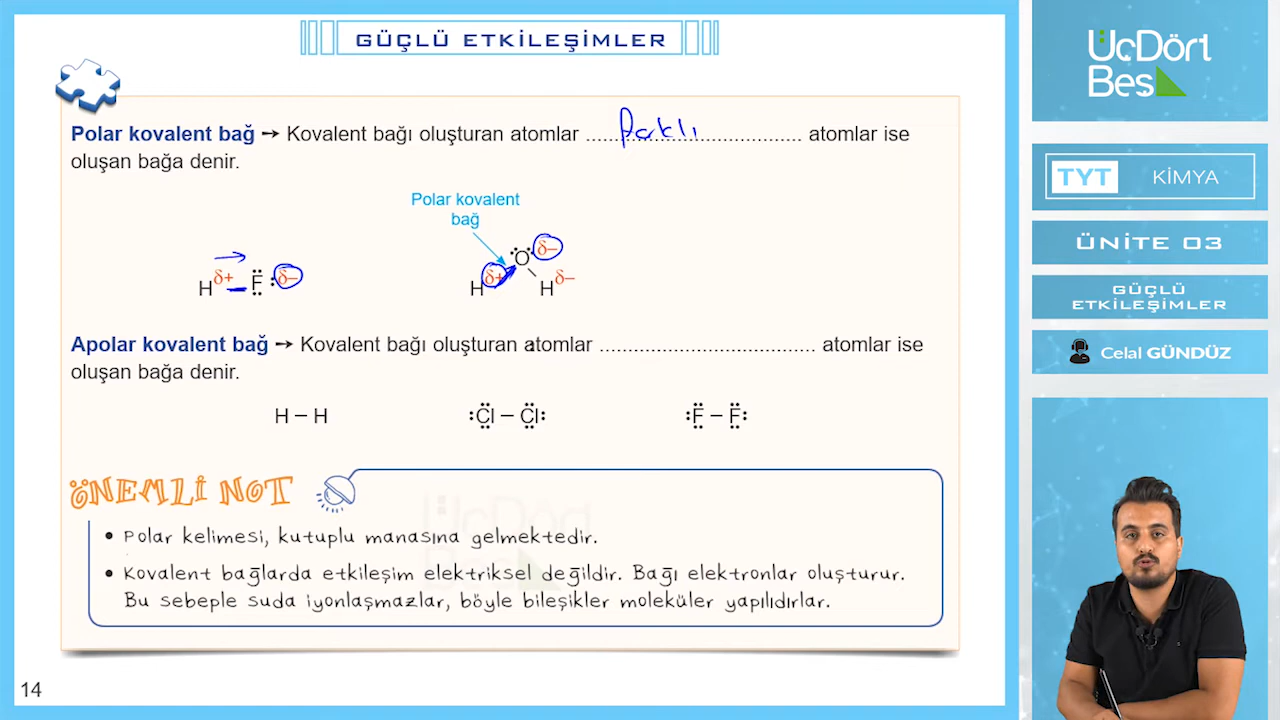 GÜÇLÜ ETKİLEŞİMLER
Polar kovalent bağ → Kovalent bağı oluşturan atomlar ......farklı...... atomlar ise
oluşan bağa denir.
Polar kovalent
bağ
H δ+ – F δ–
O δ–
H δ+ H δ–
Apolar kovalent bağ → Kovalent bağı oluşturan atomlar ...................................... atomlar ise
oluşan bağa denir.
H – H Cl – Cl F – F
ÖNEMLİ NOT
• Polar kelimesi, kutuplu manasına gelmektedir.
• Kovalent bağlarda etkileşim elektriksel değildir. Bağı elektronlar oluşturur.
Bu sebeple suda iyonlaşmazlar, böyle bileşikler moleküler yapılıdırlar.
14
ÜçDört
Beş
TYT KİMYA
ÜNİTE 03
GÜÇLÜ
ETKİLEŞİMLER
Celal GÜNDÜZ